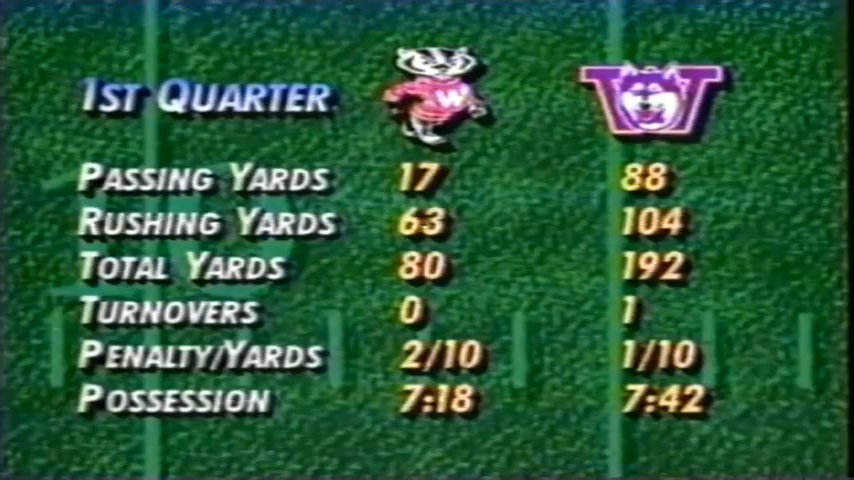 1ST QUARTER W W
PASSING YARDS 17 88
RUSHING YARDS 63 104
TOTAL YARDS 80 192
TURNOVERS 0 1
PENALTY/YARDS 2/10 1/10
POSSESSION 7:18 7:42